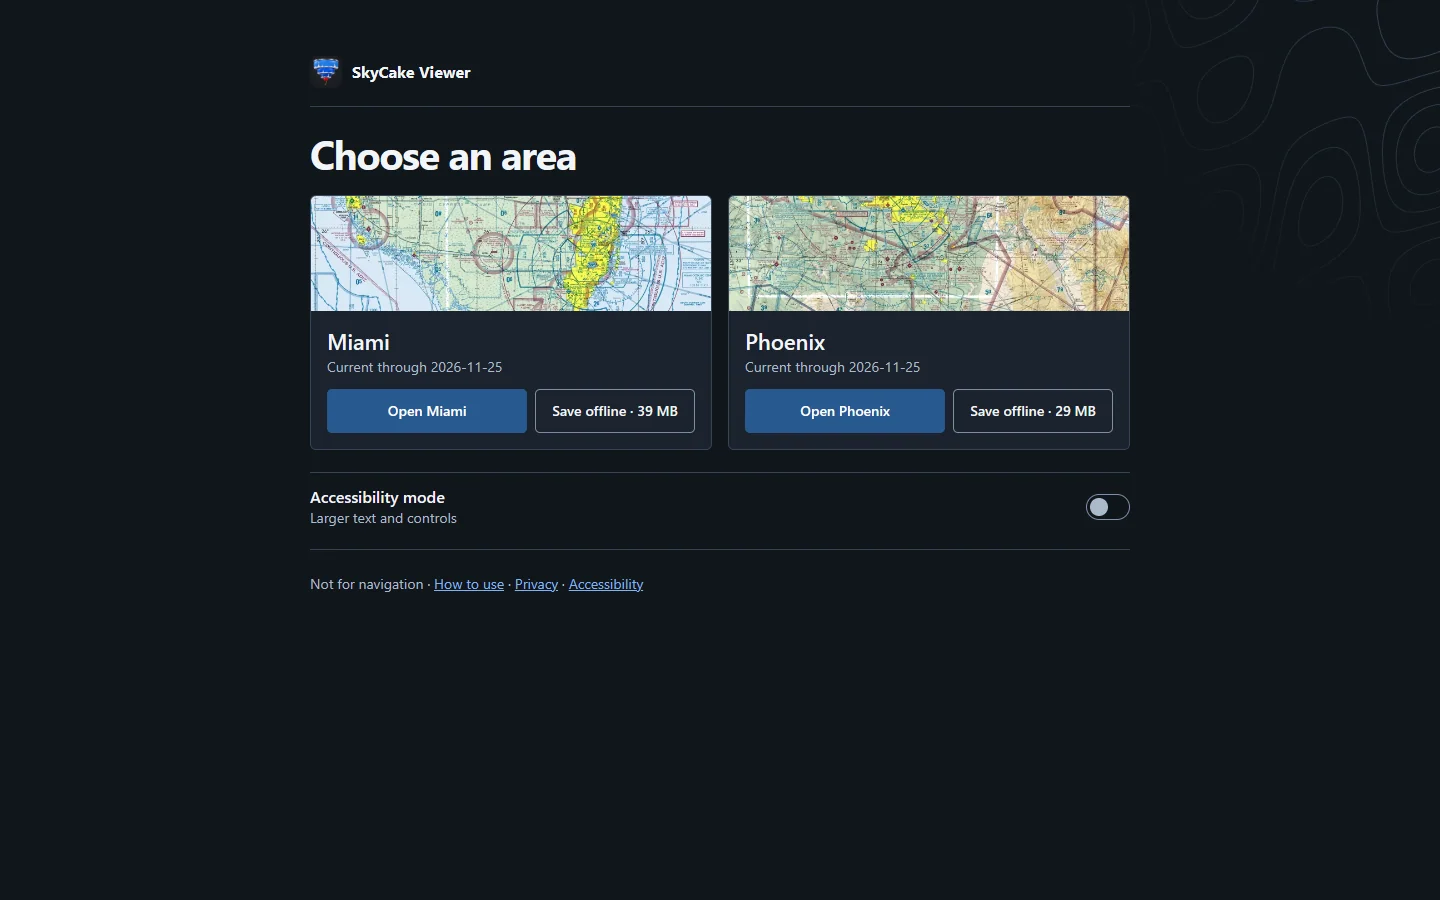 SkyCake Viewer
Choose an area
Miami
Current through 2026-11-25
Open Miami
Save offline · 39 MB
Phoenix
Current through 2026-11-25
Open Phoenix
Save offline · 29 MB
Accessibility mode
Larger text and controls
Not for navigation · How to use · Privacy · Accessibility